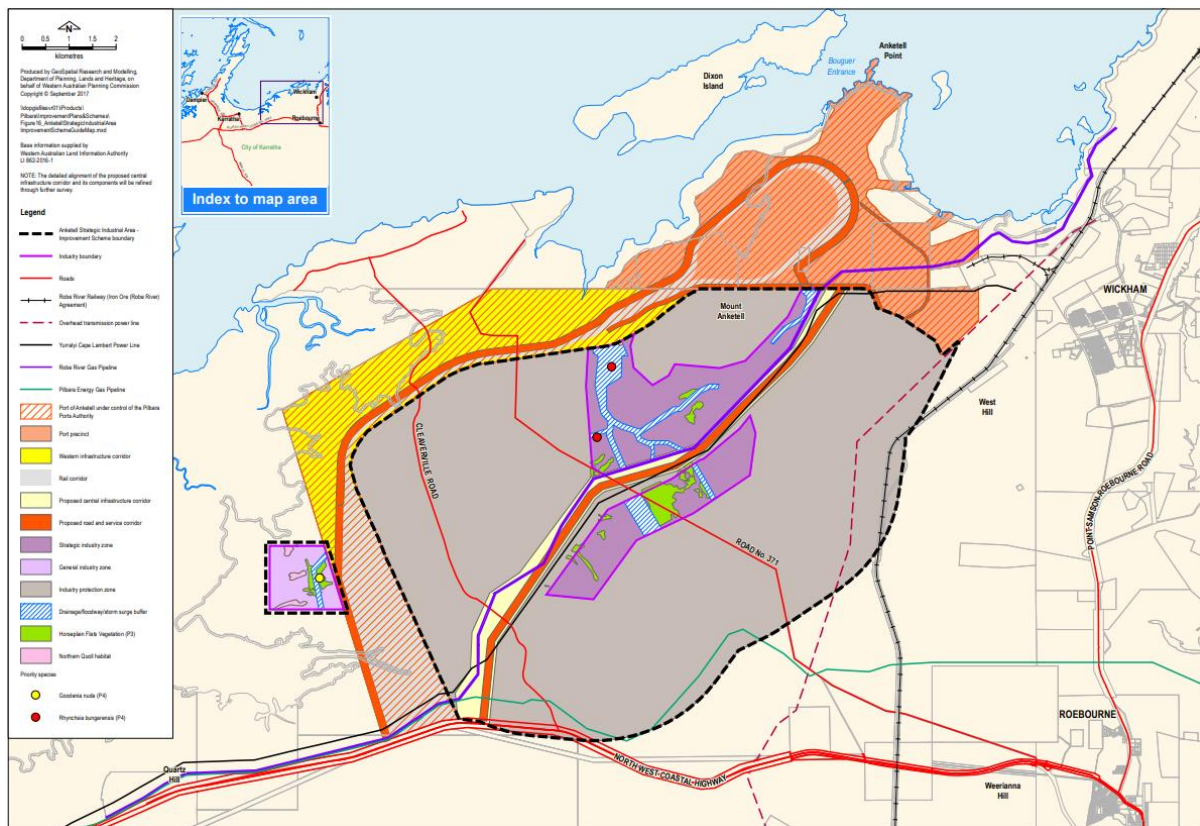 N
0 0.5 1 1.5 2
kilometres
Produced by GeoSpatial Research and Modelling,
Department of Planning, Lands and Heritage, on
behalf of Western Australian Planning Commission
Copyright © September 2017
Base information supplied by
Western Australian Land Information Authority
LI 862-2016-1
NOTE: The detailed alignment of the proposed central
infrastructure corridor and its components will be refined
through further survey.
Legend
Anketell Strategic Industrial Area -
Improvement Scheme boundary
Industry boundary
Roads
Robe River Railway (Iron Ore (Robe River)
Agreement)
Overhead transmission power line
Yurralyi Cape Lambert Power Line
Robe River Gas Pipeline
Pilbara Energy Gas Pipeline
Port of Anketell under control of the Pilbara
Ports Authority
Port precinct
Western infrastructure corridor
Rail corridor
Proposed central infrastructure corridor
Proposed road and service corridor
Strategic industry zone
General industry zone
Industry protection zone
Drainage/floodway/storm surge buffer
Horseplain Flats Vegetation (P3)
Northern Quoll habitat
Priority species
Goodenia nuda (P4)
Rhynchsia bungarensis (P4)
Dampier
Karratha
Wickham
Roebourne
City of Karratha
Index to map area
Dixon
Island
Bouguer
Entrance
Anketell
Point
Mount
Anketell
WICKHAM
West
Hill
CLEAVERVILLE ROAD
ROAD No. 371
POINT-SAMSON-ROEBOURNE ROAD
ROEBOURNE
NORTH WEST COASTAL HIGHWAY
Quartz
Hill
Weerianna
Hill